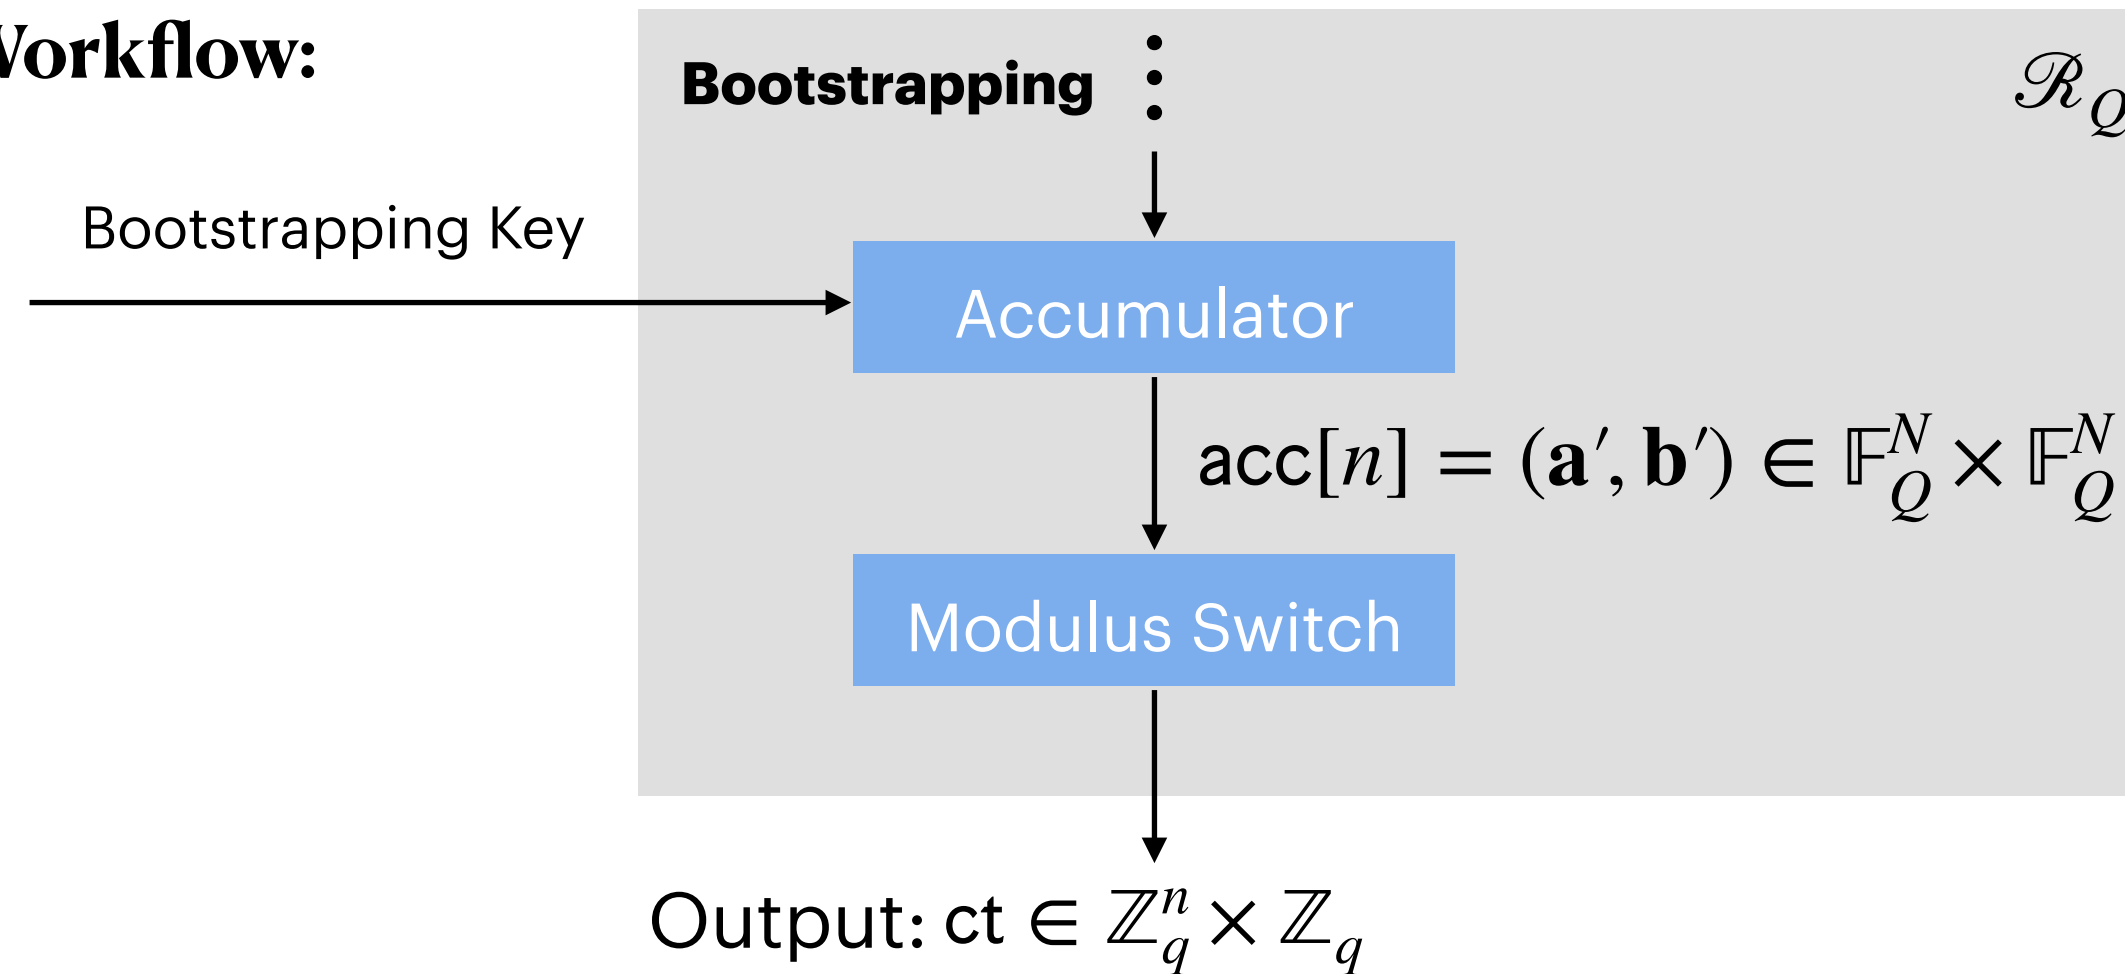 Workflow:
Bootstrapping
ℛ_Q
Bootstrapping Key
Accumulator
acc[n] = (𝐚′, 𝐛′) ∈ 𝔽_Q^N × 𝔽_Q^N
Modulus Switch
Output: ct ∈ ℤ_q^n × ℤ_q